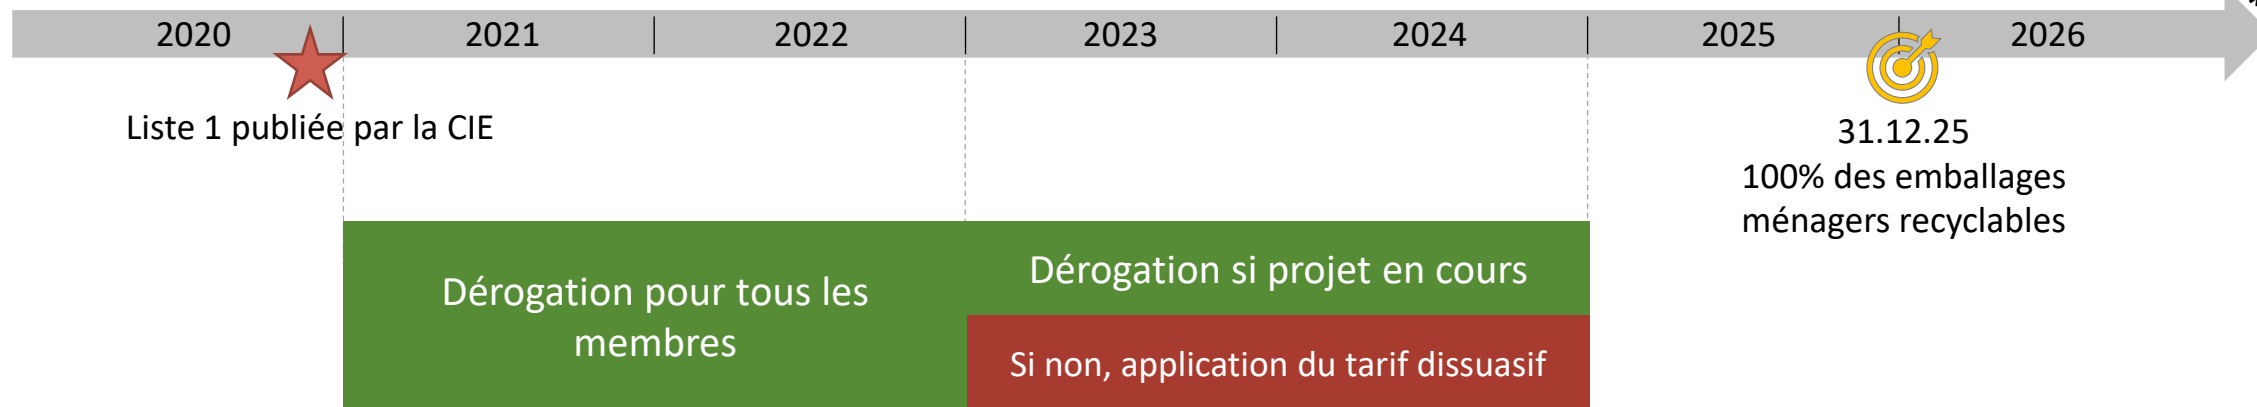 2020 2021 2022 2023 2024 2025 2026
Liste 1 publiée par la CIE
31.12.25
100% des emballages
ménagers recyclables
Dérogation pour tous les
membres
Dérogation si projet en cours
Si non, application du tarif dissuasif